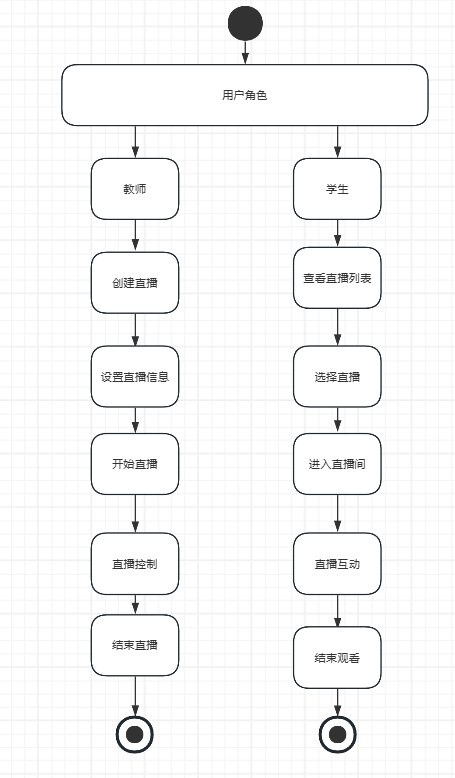 用户角色
教师
学生
创建直播
查看直播列表
设置直播信息
选择直播
开始直播
进入直播间
直播控制
直播互动
结束直播
结束观看